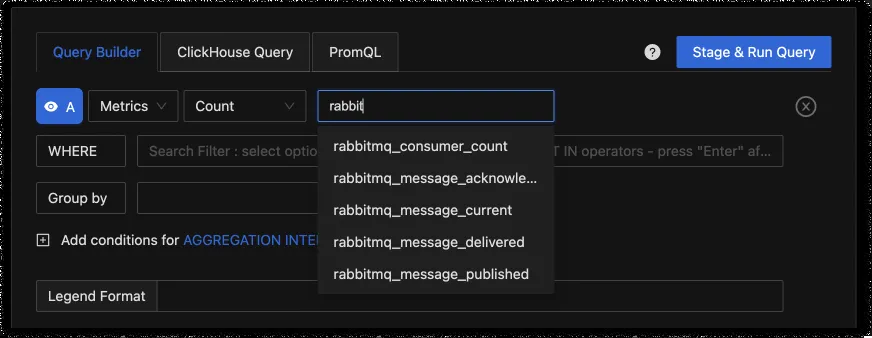 Query Builder ClickHouse Query PromQL ? Stage & Run Query
A Metrics Count rabbit
WHERE Search Filter : select optio T IN operators - press "Enter" af...
rabbitmq_consumer_count
rabbitmq_message_acknowle...
Group by
rabbitmq_message_current
Add conditions for AGGREGATION INTE
rabbitmq_message_delivered
rabbitmq_message_published
Legend Format